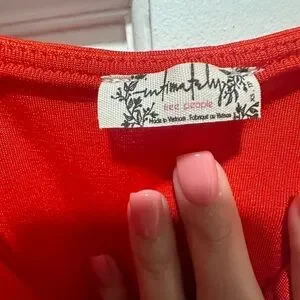 intimately
free people
Made in Vietnam . Fabriqué au Vietnam